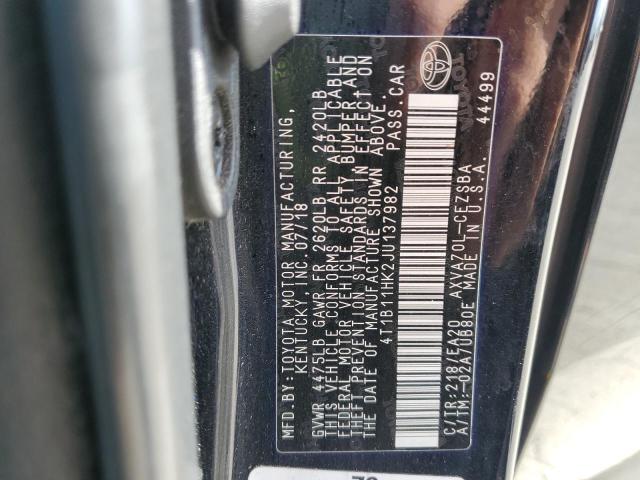 MFD.BY:TOYOTA MOTOR MANUFACTURING,
KENTUCKY, INC. 07/18
GVWR 4475LB GAWR FR 2620LB RR 2420LB
THIS VEHICLE CONFORMS TO ALL APPLICABLE
FEDERAL MOTOR VEHICLE SAFETY, BUMPER AND
THEFT PREVENTION STANDARDS IN EFFECT ON
THE DATE OF MANUFACTURE SHOWN ABOVE.
4T1B11HK2JU137982 PASS.CAR
C/TR:218/EA20 AXVA70L-CEZSBA
A/TM:-02A/UB80E MADE IN U.S.A.
44499
TOYOTA